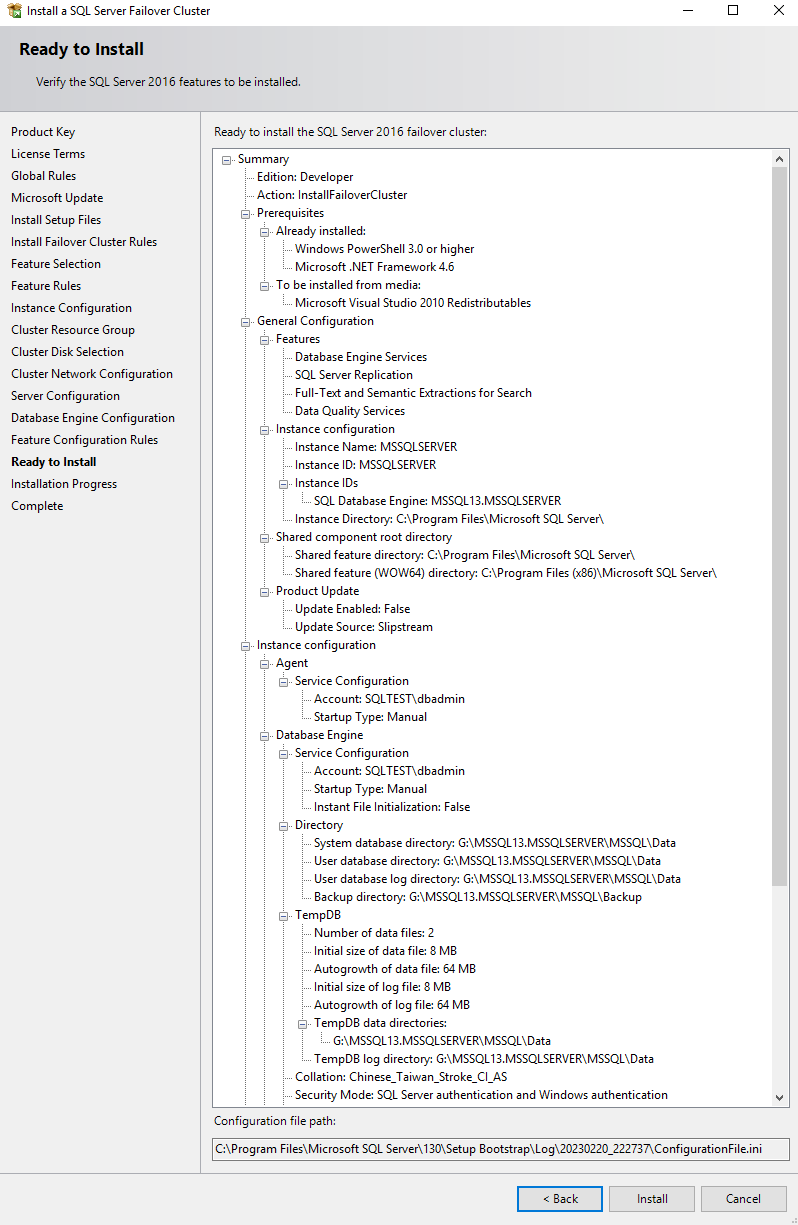 Install a SQL Server Failover Cluster
Ready to Install
Verify the SQL Server 2016 features to be installed.
Product Key
License Terms
Global Rules
Microsoft Update
Install Setup Files
Install Failover Cluster Rules
Feature Selection
Feature Rules
Instance Configuration
Cluster Resource Group
Cluster Disk Selection
Cluster Network Configuration
Server Configuration
Database Engine Configuration
Feature Configuration Rules
Ready to Install
Installation Progress
Complete
Ready to install the SQL Server 2016 failover cluster:
Summary
Edition: Developer
Action: InstallFailoverCluster
Prerequisites
Already installed:
Windows PowerShell 3.0 or higher
Microsoft .NET Framework 4.6
To be installed from media:
Microsoft Visual Studio 2010 Redistributables
General Configuration
Features
Database Engine Services
SQL Server Replication
Full-Text and Semantic Extractions for Search
Data Quality Services
Instance configuration
Instance Name: MSSQLSERVER
Instance ID: MSSQLSERVER
Instance IDs
SQL Database Engine: MSSQL13.MSSQLSERVER
Instance Directory: C:\Program Files\Microsoft SQL Server\
Shared component root directory
Shared feature directory: C:\Program Files\Microsoft SQL Server\
Shared feature (WOW64) directory: C:\Program Files (x86)\Microsoft SQL Server\
Product Update
Update Enabled: False
Update Source: Slipstream
Instance configuration
Agent
Service Configuration
Account: SQLTEST\dbadmin
Startup Type: Manual
Database Engine
Service Configuration
Account: SQLTEST\dbadmin
Startup Type: Manual
Instant File Initialization: False
Directory
System database directory: G:\MSSQL13.MSSQLSERVER\MSSQL\Data
User database directory: G:\MSSQL13.MSSQLSERVER\MSSQL\Data
User database log directory: G:\MSSQL13.MSSQLSERVER\MSSQL\Data
Backup directory: G:\MSSQL13.MSSQLSERVER\MSSQL\Backup
TempDB
Number of data files: 2
Initial size of data file: 8 MB
Autogrowth of data file: 64 MB
Initial size of log file: 8 MB
Autogrowth of log file: 64 MB
TempDB data directories:
G:\MSSQL13.MSSQLSERVER\MSSQL\Data
TempDB log directory: G:\MSSQL13.MSSQLSERVER\MSSQL\Data
Collation: Chinese_Taiwan_Stroke_CI_AS
Security Mode: SQL Server authentication and Windows authentication
Configuration file path:
C:\Program Files\Microsoft SQL Server\130\Setup Bootstrap\Log\20230220_222737\ConfigurationFile.ini
< Back
Install
Cancel